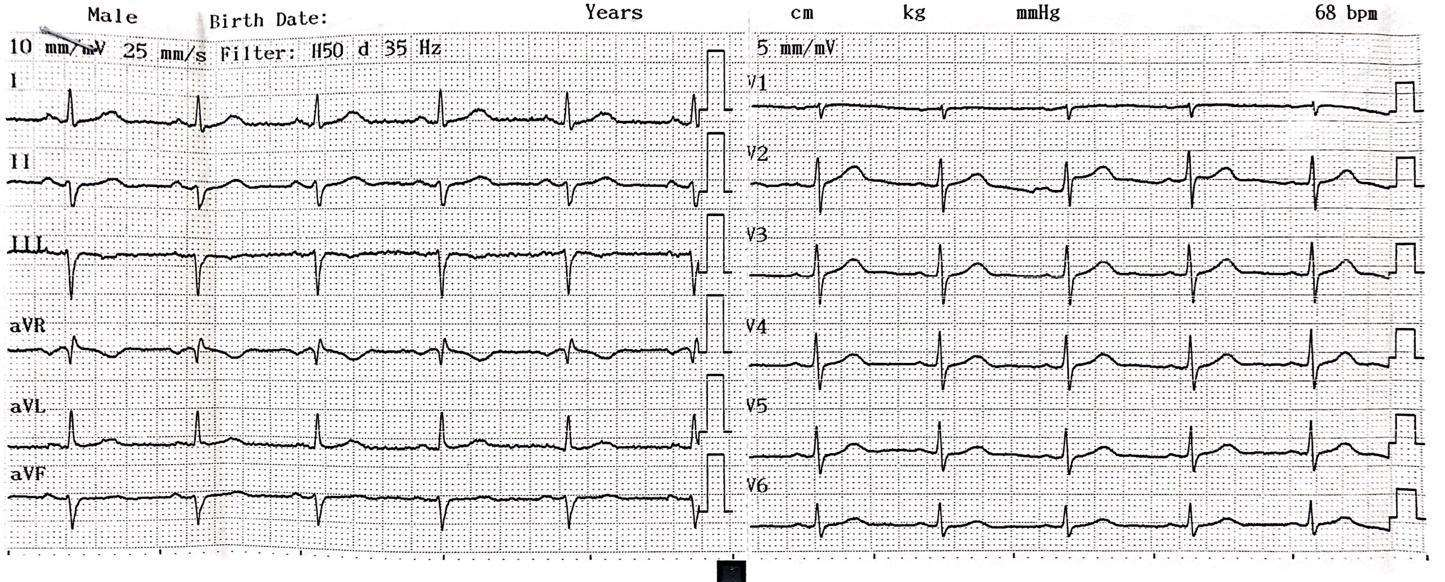 Male Birth Date: Years cm kg mmHg 68 bpm
10 mm/mV 25 mm/s Filter: H50 d 35 Hz 5 mm/mV
I
II
III
aVR
aVL
aVF
V1
V2
V3
V4
V5
V6